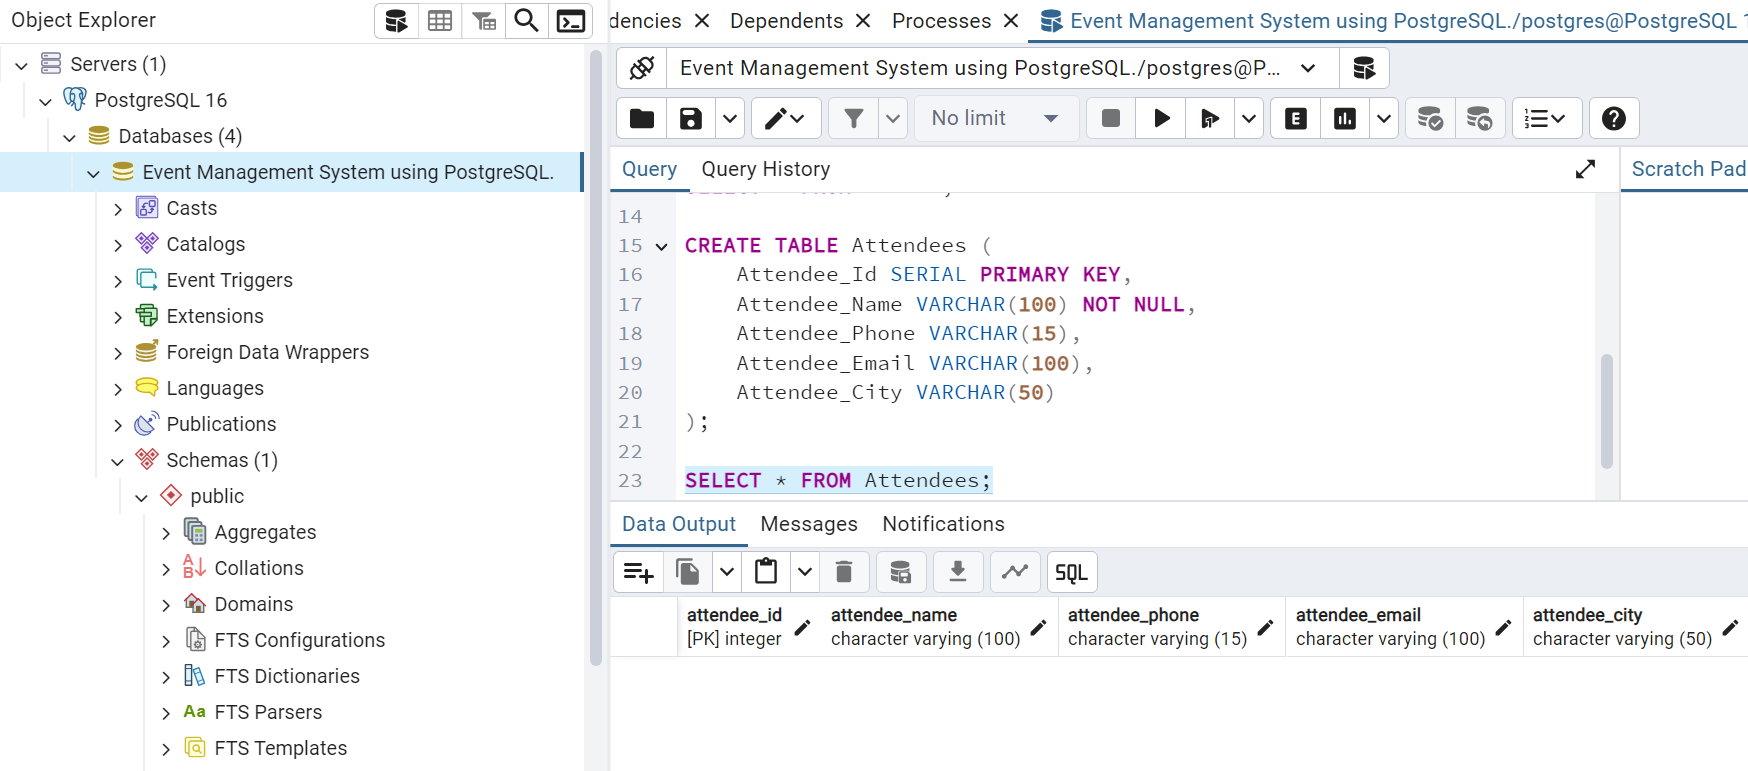 Object Explorer
Servers (1)
PostgreSQL 16
Databases (4)
Event Management System using PostgreSQL.
Casts
Catalogs
Event Triggers
Extensions
Foreign Data Wrappers
Languages
Publications
Schemas (1)
public
Aggregates
Collations
Domains
FTS Configurations
FTS Dictionaries
Aa FTS Parsers
FTS Templates
dencies Dependents Processes Event Management System using PostgreSQL./postgres@PostgreSQL 1
Event Management System using PostgreSQL./postgres@P...
No limit
Query Query History Scratch Pad
14
15 CREATE TABLE Attendees (
16 Attendee_Id SERIAL PRIMARY KEY,
17 Attendee_Name VARCHAR(100) NOT NULL,
18 Attendee_Phone VARCHAR(15),
19 Attendee_Email VARCHAR(100),
20 Attendee_City VARCHAR(50)
21 );
22
23 SELECT * FROM Attendees;
Data Output Messages Notifications
SQL
attendee_id attendee_name attendee_phone attendee_email attendee_city
[PK] integer character varying (100) character varying (15) character varying (100) character varying (50)